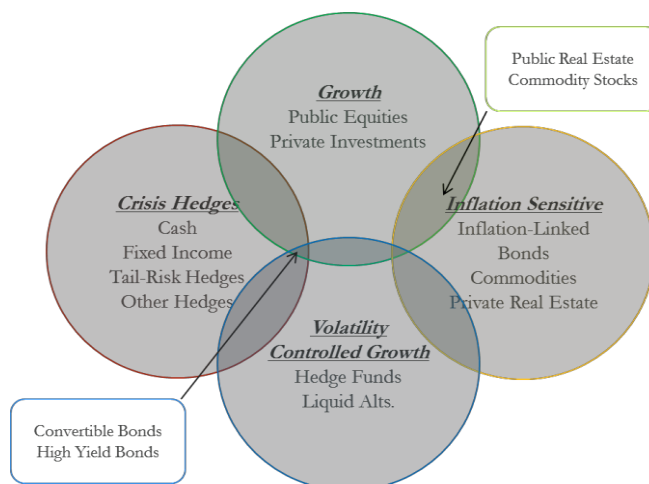 Public Real Estate
Commodity Stocks
Growth
Public Equities
Private Investments
Crisis Hedges
Cash
Fixed Income
Tail-Risk Hedges
Other Hedges
Inflation Sensitive
Inflation-Linked
Bonds
Commodities
Private Real Estate
Volatility
Controlled Growth
Hedge Funds
Liquid Alts.
Convertible Bonds
High Yield Bonds